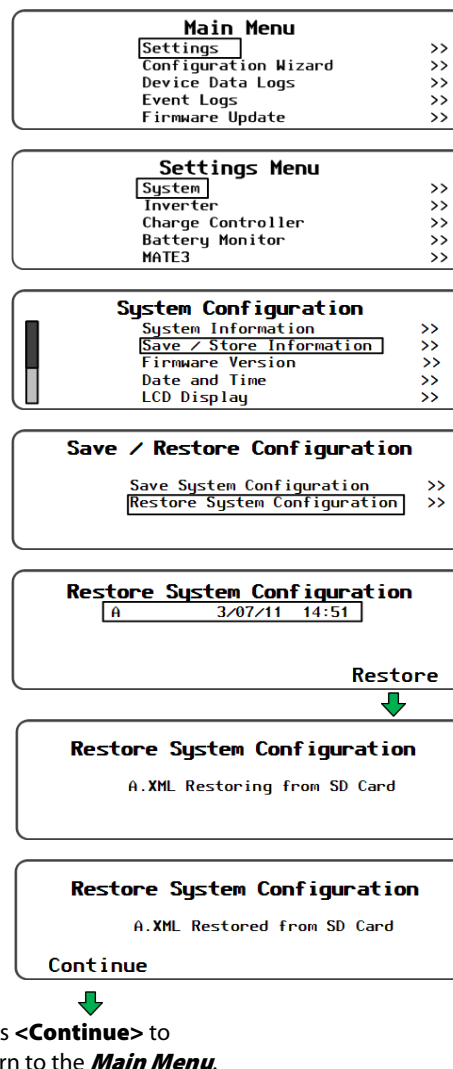 Main Menu
Settings >>
Configuration Wizard >>
Device Data Logs >>
Event Logs >>
Firmware Update >>
Settings Menu
System >>
Inverter >>
Charge Controller >>
Battery Monitor >>
MATE3 >>
System Configuration
System Information >>
Save / Store Information >>
Firmware Version >>
Date and Time >>
LCD Display >>
Save / Restore Configuration
Save System Configuration >>
Restore System Configuration >>
Restore System Configuration
A 3/07/11 14:51
Restore
Restore System Configuration
A.XML Restoring from SD Card
Restore System Configuration
A.XML Restored from SD Card
Continue
s <Continue> to
rn to the Main Menu.